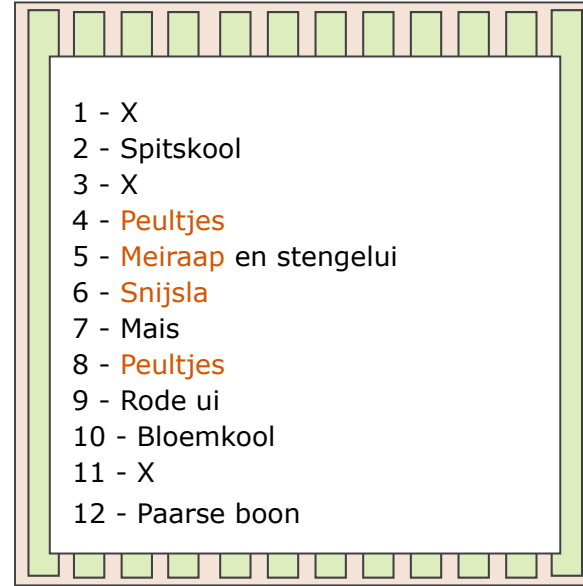 1 - X
2 - Spitskool
3 - X
4 - Peultjes
5 - Meiraap en stengelui
6 - Snijsla
7 - Mais
8 - Peultjes
9 - Rode ui
10 - Bloemkool
11 - X
12 - Paarse boon